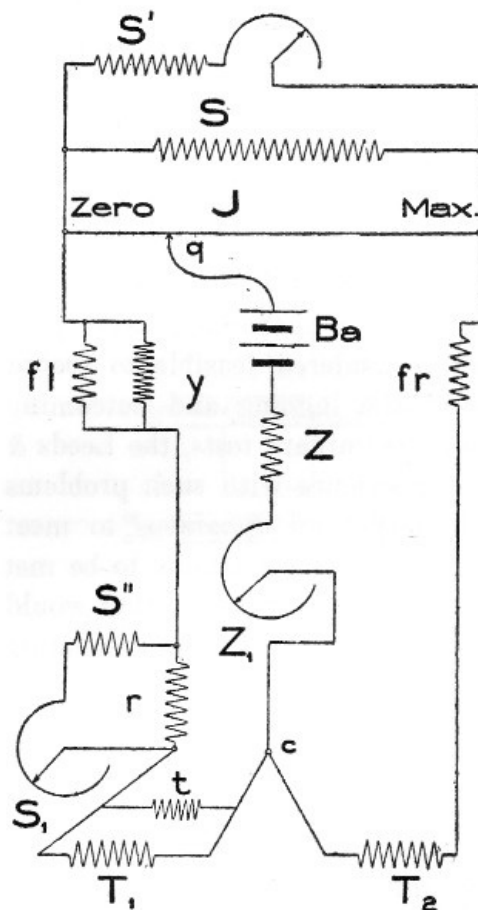 S'
S
Zero J Max.
q
Ba
fl y fr
Z
S"
Z₁
r
c
t
S₁
T₁ T₂